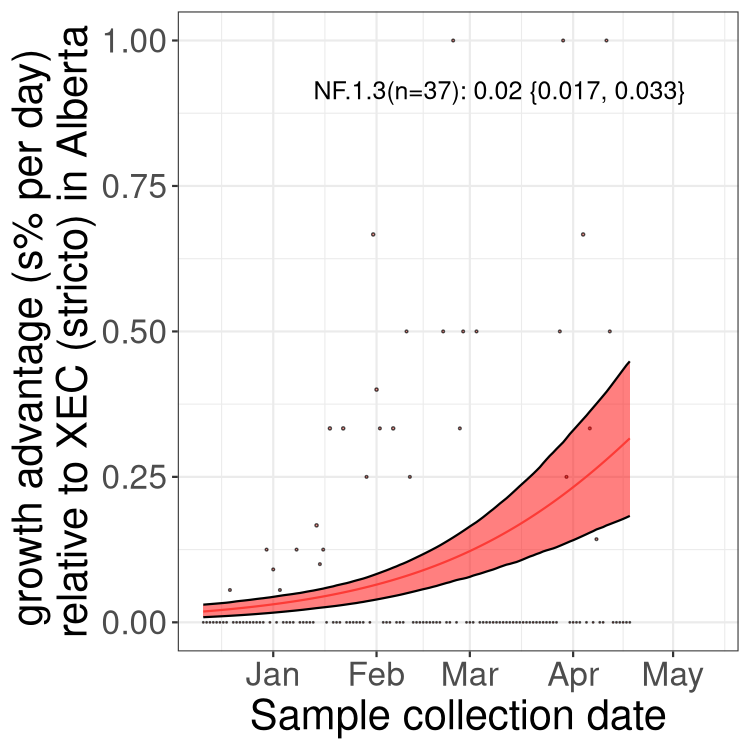 growth advantage (s% per day)
relative to XEC (stricto) in Alberta
1.00
0.75
0.50
0.25
0.00
NF.1.3(n=37): 0.02 {0.017, 0.033}
Jan Feb Mar Apr May
Sample collection date